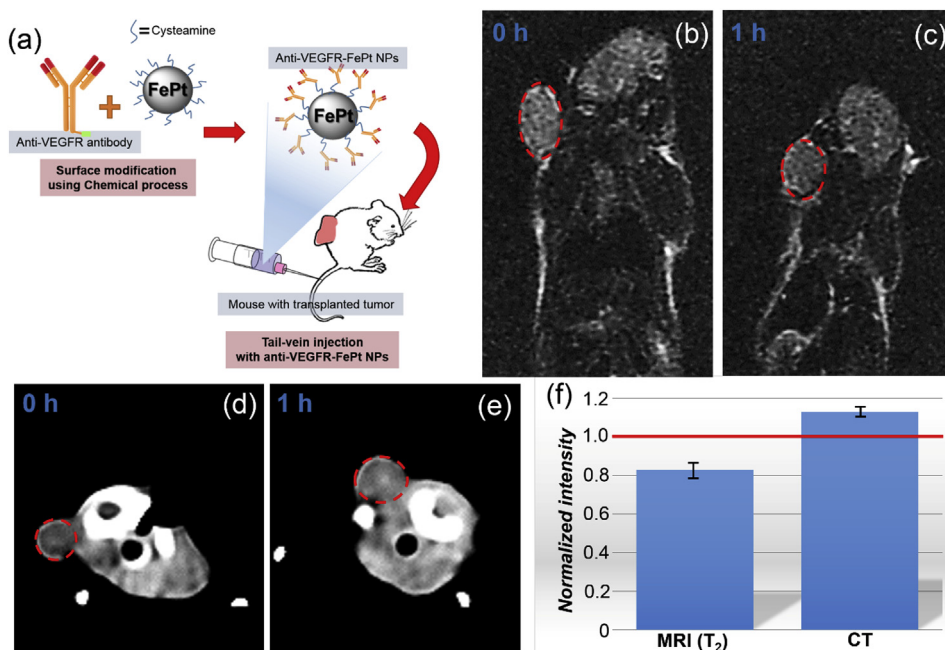 (a)
= Cysteamine
FePt
Anti-VEGFR antibody
Surface modification
using Chemical process
Anti-VEGFR-FePt NPs
FePt
Mouse with transplanted tumor
Tail-vein injection
with anti-VEGFR-FePt NPs
0 h
(b)
1 h
(c)
0 h
(d)
1 h
(e)
(f)
Normalized intensity
1.2
1.0
0.8
0.6
0.4
0.2
0
MRI (T₂)
CT